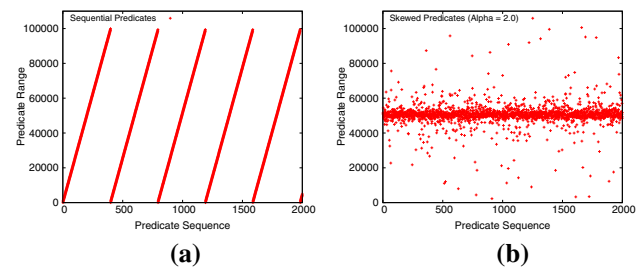 Sequential Predicates
100000
80000
60000
40000
20000
0
Predicate Range
0 500 1000 1500 2000
Predicate Sequence
(a)
Skewed Predicates (Alpha = 2.0)
100000
80000
60000
40000
20000
0
Predicate Range
0 500 1000 1500 2000
Predicate Sequence
(b)